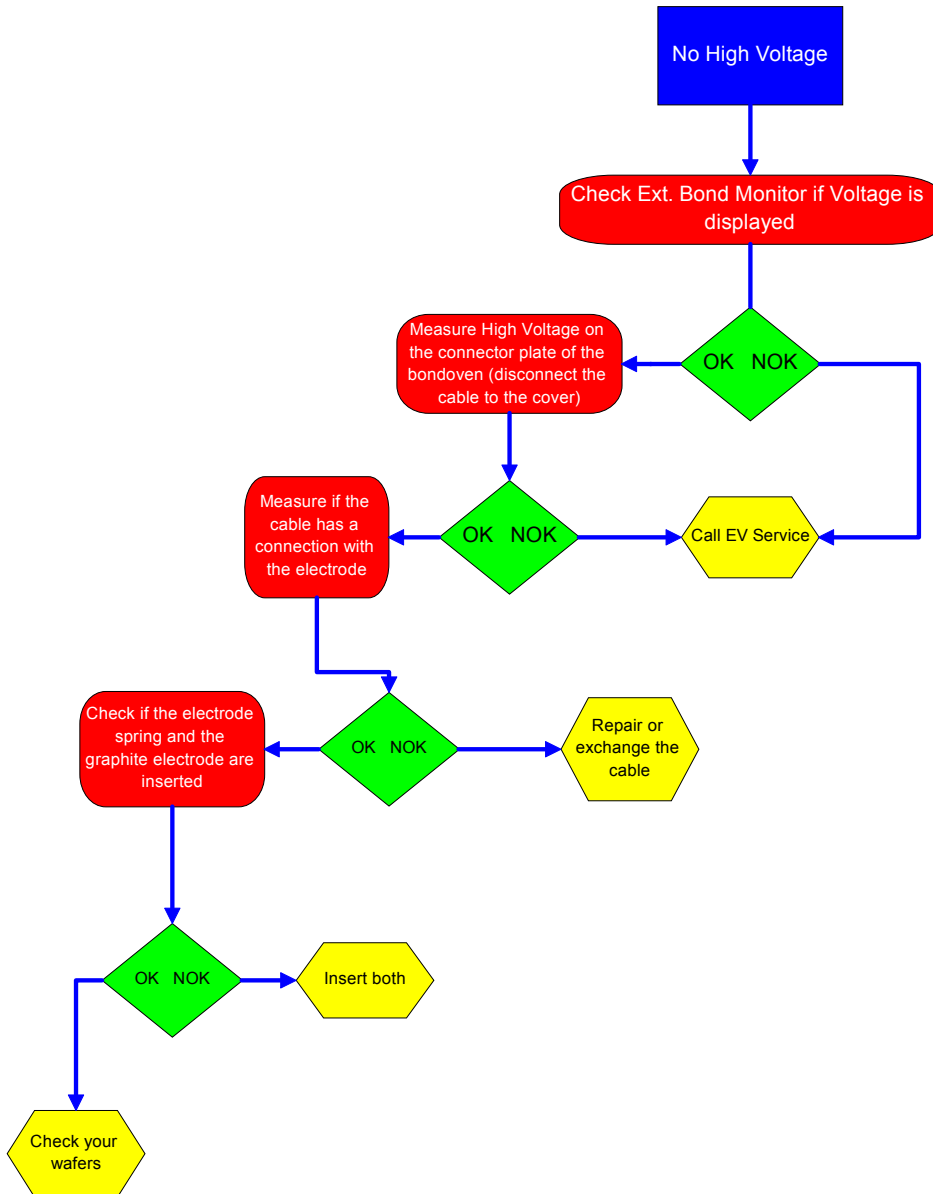 No High Voltage
Check Ext. Bond Monitor if Voltage is
displayed
Measure High Voltage on
the connector plate of the
bondoven (disconnect the
cable to the cover)
OK NOK
Measure if the
cable has a
connection with
the electrode
OK NOK
Call EV Service
Check if the electrode
spring and the
graphite electrode are
inserted
OK NOK
Repair or
exchange the
cable
OK NOK
Insert both
Check your
wafers